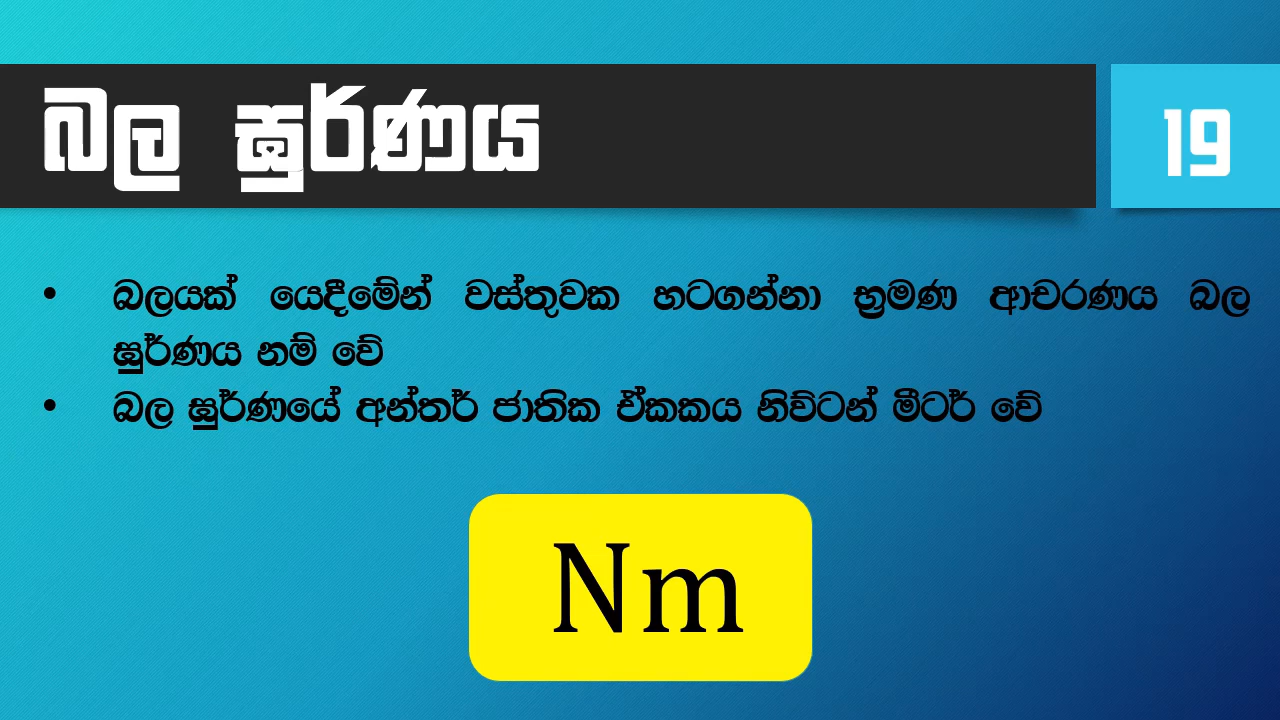 බල ඝුර්ණය
19
• බලයක් යෙදීමේන් වස්තුවක හටගන්නා භ්‍රමණ ආචරණය බල
ඝුර්ණය නම් වේ
• බල ඝුර්ණයේ අන්තර් ජාතික ඒකකය නිව්ටන් මීටර් වේ
Nm